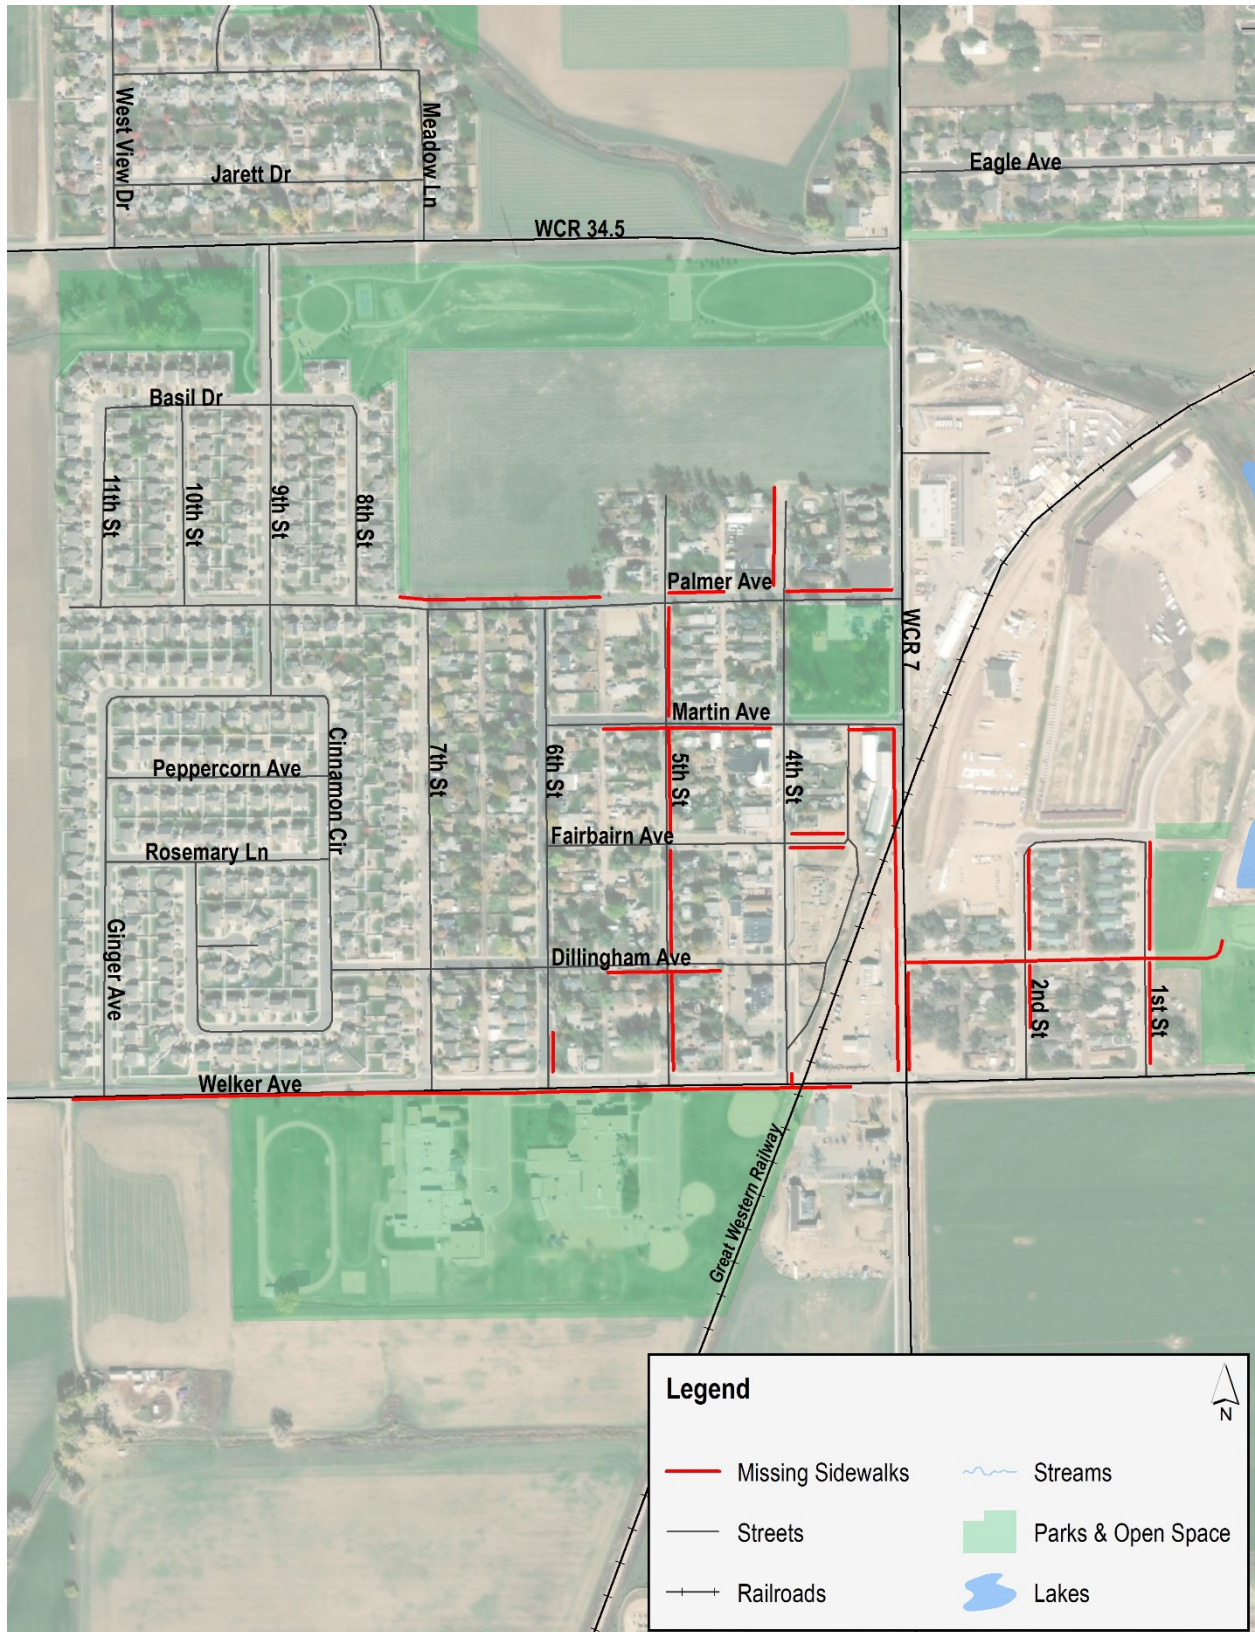 West View Dr
Meadow Ln
Jarett Dr
Eagle Ave
WCR 34.5
Basil Dr
11th St
10th St
9th St
8th St
Palmer Ave
WCR 7
Martin Ave
Cinnamon Cir
7th St
6th St
5th St
4th St
Peppercorn Ave
Fairbairn Ave
Rosemary Ln
Ginger Ave
Dillingham Ave
2nd St
1st St
Welker Ave
Great Western Railway
Legend
N
Missing Sidewalks
Streams
Streets
Parks & Open Space
Railroads
Lakes